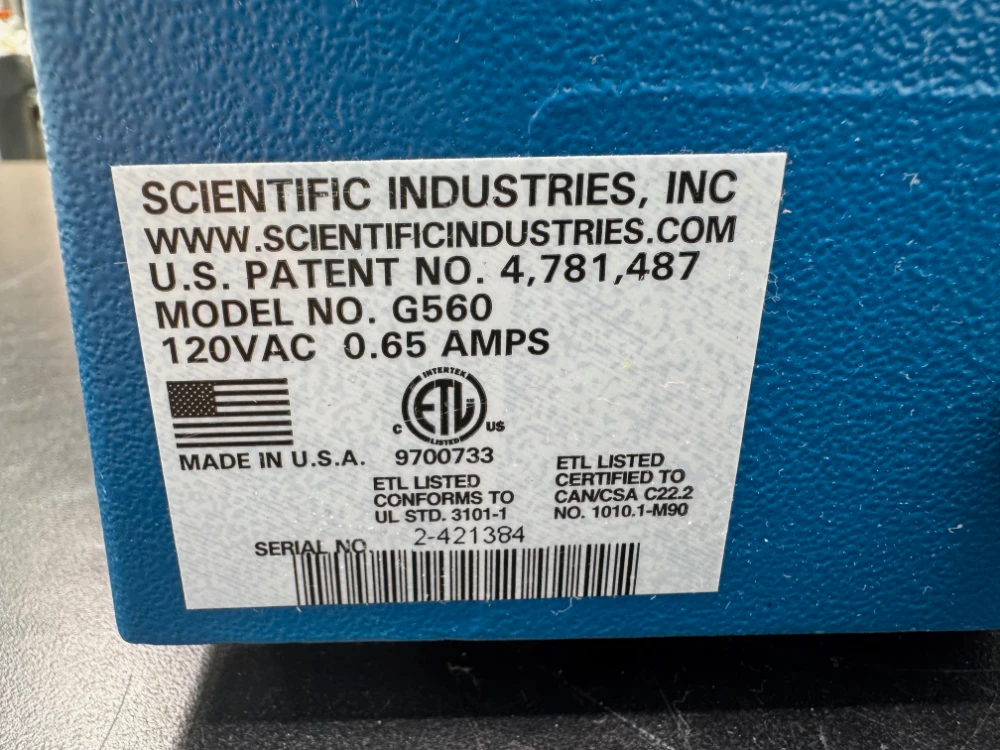 SCIENTIFIC INDUSTRIES, INC
WWW.SCIENTIFICINDUSTRIES.COM
U.S. PATENT NO. 4,781,487
MODEL NO. G560
120VAC 0.65 AMPS
INTERTEK
ETL
C US
LISTED
MADE IN U.S.A.
9700733
ETL LISTED
CONFORMS TO
UL STD. 3101-1
ETL LISTED
CERTIFIED TO
CAN/CSA C22.2
NO. 1010.1-M90
SERIAL NO. 2-421384